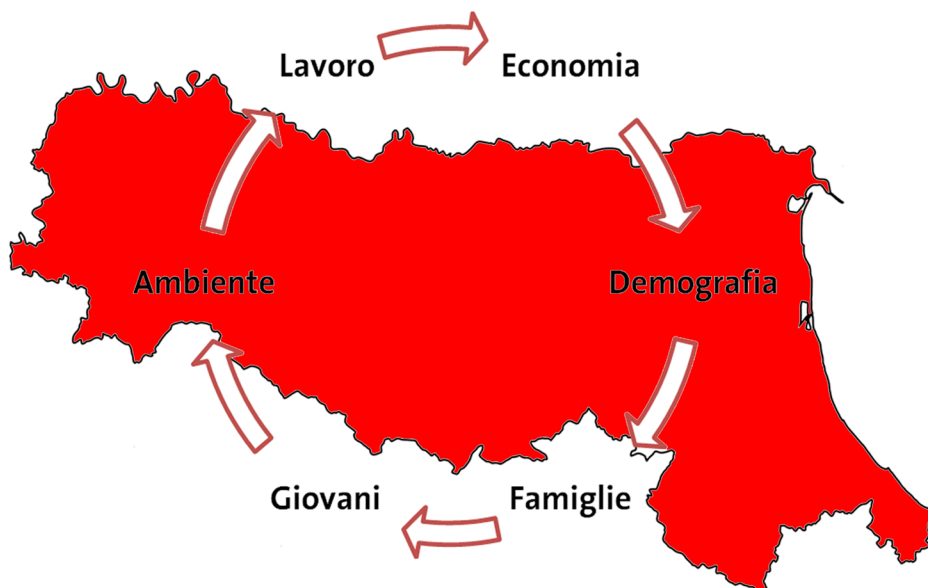 Lavoro
Economia
Ambiente
Demografia
Giovani
Famiglie